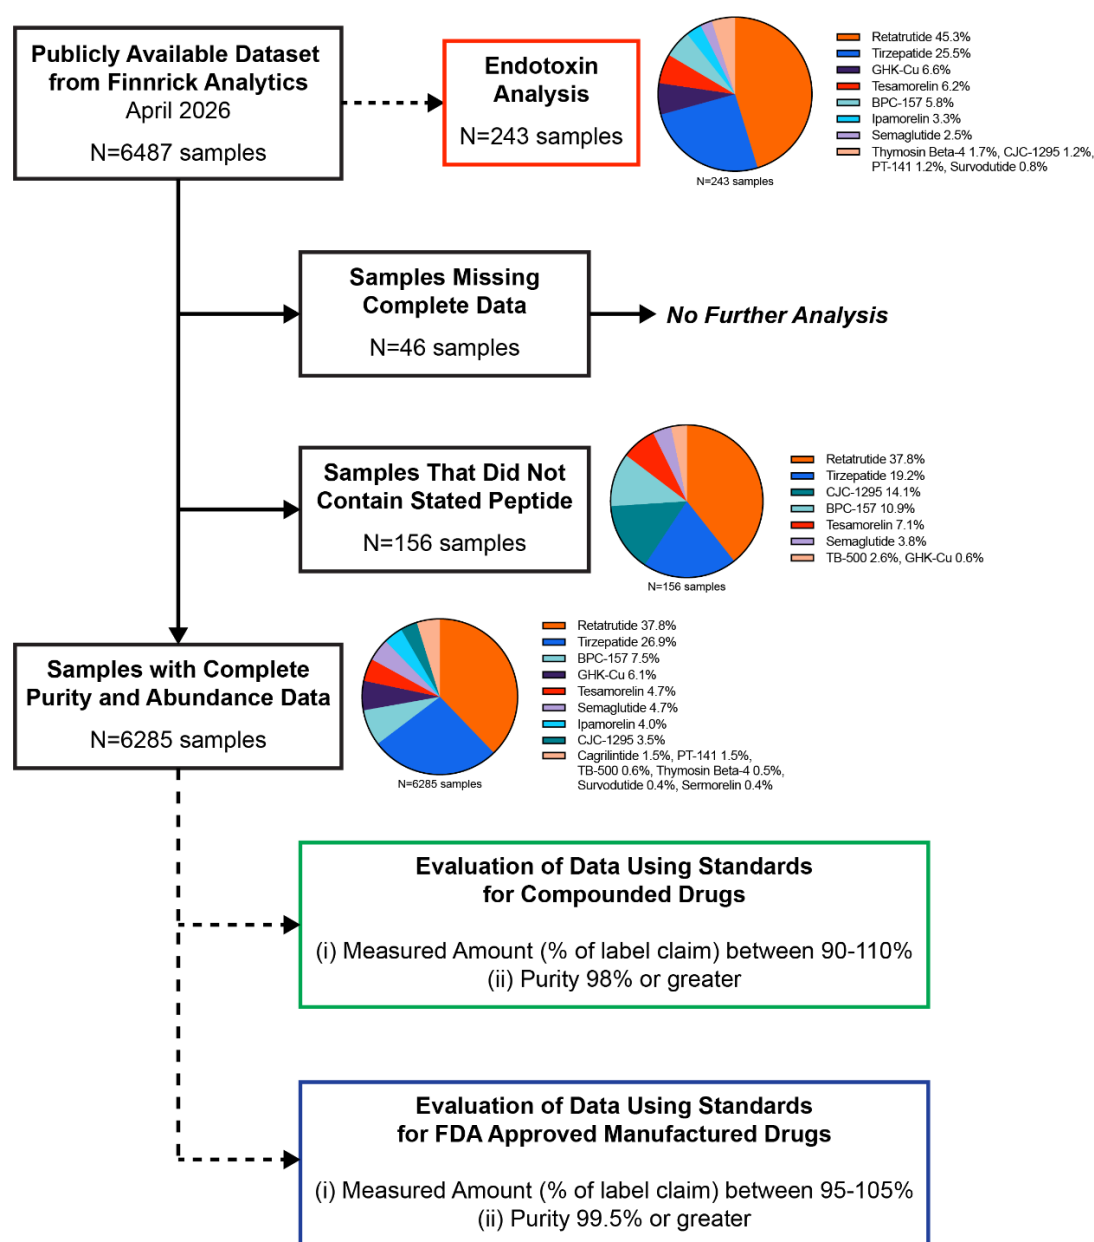 Publicly Available Dataset
from Finnrick Analytics
April 2026
N=6487 samples
Endotoxin
Analysis
N=243 samples
Retatrutide 45.3%
Tirzepatide 25.5%
GHK-Cu 6.6%
Tesamorelin 6.2%
BPC-157 5.8%
Ipamorelin 3.3%
Semaglutide 2.5%
Thymosin Beta-4 1.7%, CJC-1295 1.2%,
PT-141 1.2%, Survodutide 0.8%
N=243 samples
Samples Missing
Complete Data
N=46 samples
No Further Analysis
Samples That Did Not
Contain Stated Peptide
N=156 samples
Retatrutide 37.8%
Tirzepatide 19.2%
CJC-1295 14.1%
BPC-157 10.9%
Tesamorelin 7.1%
Semaglutide 3.8%
TB-500 2.6%, GHK-Cu 0.6%
N=156 samples
Samples with Complete
Purity and Abundance Data
N=6285 samples
Retatrutide 37.8%
Tirzepatide 26.9%
BPC-157 7.5%
GHK-Cu 6.1%
Tesamorelin 4.7%
Semaglutide 4.7%
Ipamorelin 4.0%
CJC-1295 3.5%
Cagrilintide 1.5%, PT-141 1.5%,
TB-500 0.6%, Thymosin Beta-4 0.5%,
Survodutide 0.4%, Sermorelin 0.4%
N=6285 samples
Evaluation of Data Using Standards
for Compounded Drugs
(i) Measured Amount (% of label claim) between 90-110%
(ii) Purity 98% or greater
Evaluation of Data Using Standards
for FDA Approved Manufactured Drugs
(i) Measured Amount (% of label claim) between 95-105%
(ii) Purity 99.5% or greater